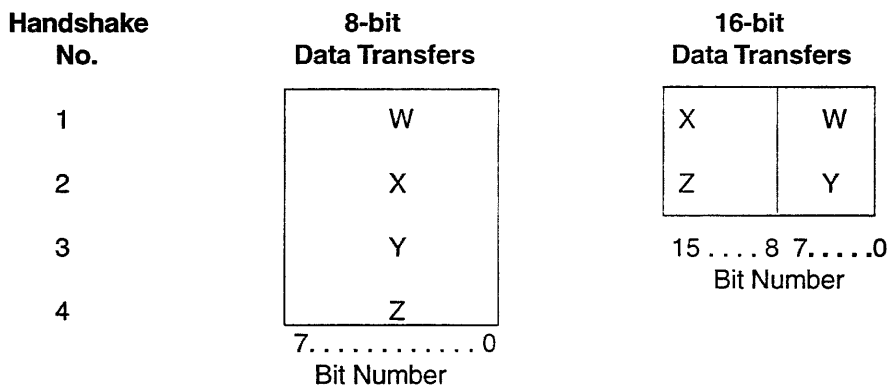 Handshake No.
8-bit Data Transfers
16-bit Data Transfers
1 W X W
2 X Z Y
3 Y
15 . . . . 8 7. . . . .0
Bit Number
4 Z
7. . . . . . . . . . . . 0
Bit Number